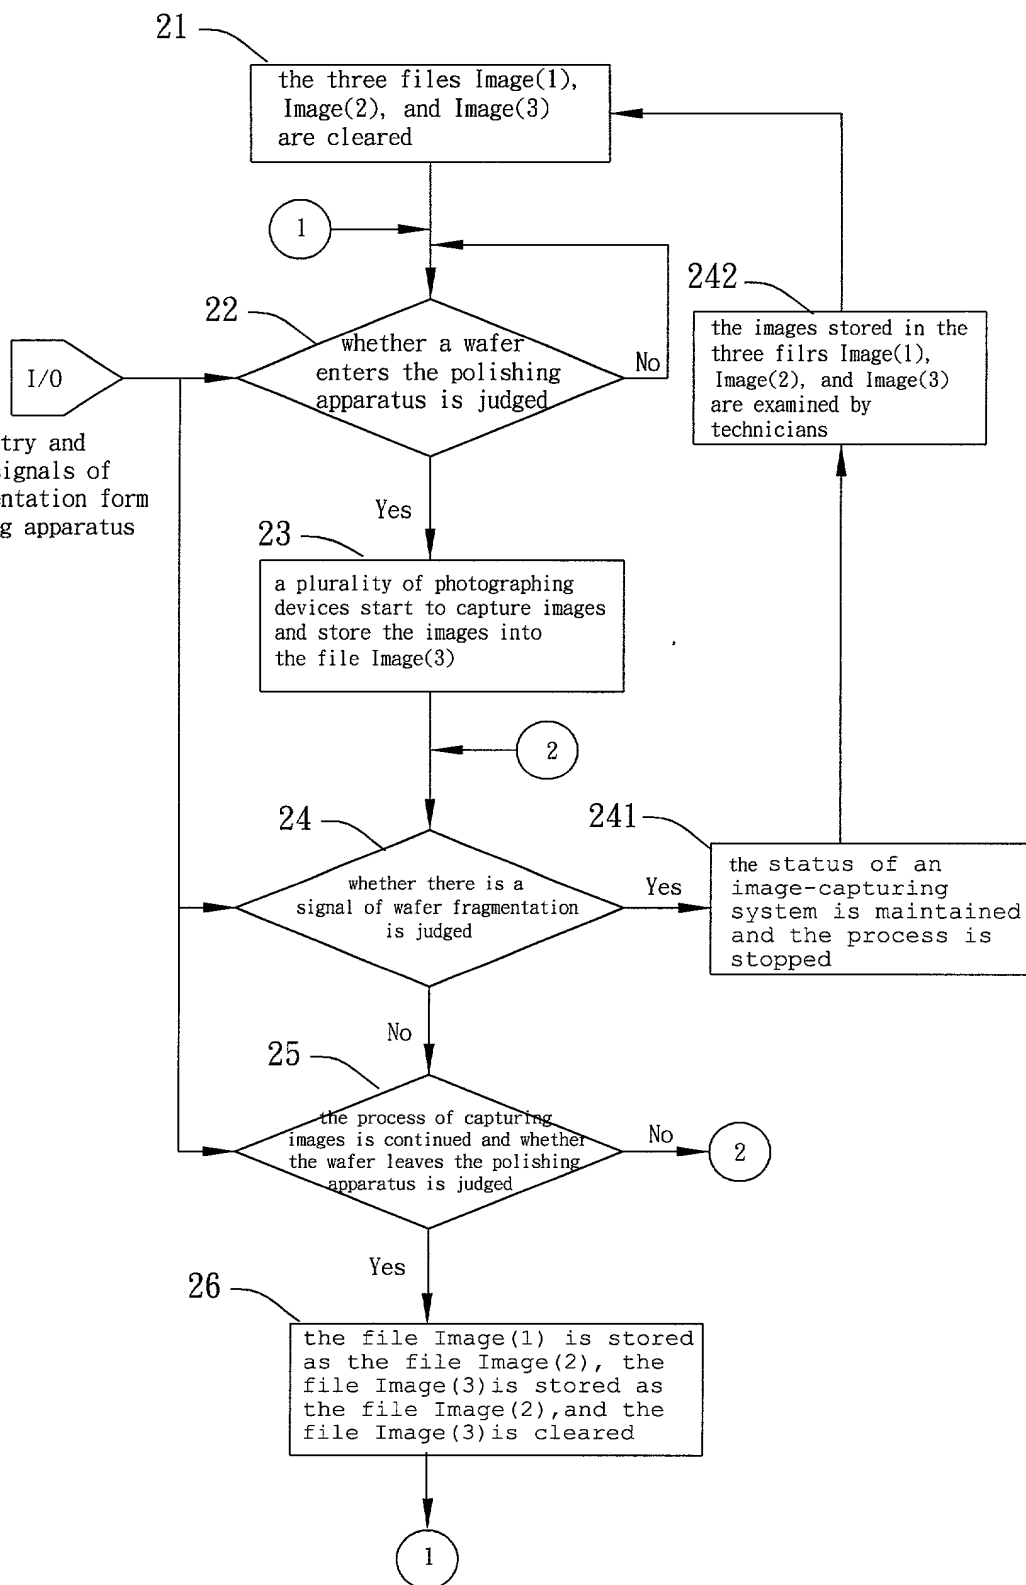 21
the three files Image(1),
Image(2), and Image(3)
are cleared
1
22
whether a wafer
enters the polishing
apparatus is judged
No
I/O
try and
signals of
entation form
g apparatus
242
the images stored in the
three filrs Image(1),
Image(2), and Image(3)
are examined by
technicians
Yes
23
a plurality of photographing
devices start to capture images
and store the images into
the file Image(3)
2
24
whether there is a
signal of wafer fragmentation
is judged
Yes
241
the status of an
image-capturing
system is maintained
and the process is
stopped
No
25
the process of capturing
images is continued and whether
the wafer leaves the polishing
apparatus is judged
No
2
Yes
26
the file Image(1) is stored
as the file Image(2), the
file Image(3)is stored as
the file Image(2),and the
file Image(3)is cleared
1